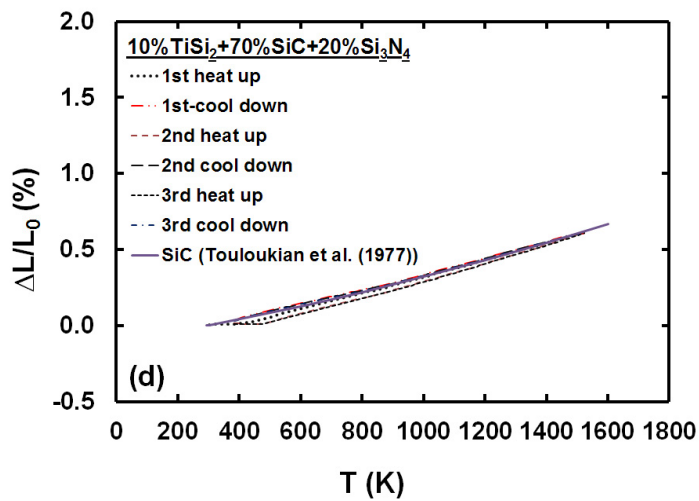 2.0
1.5
1.0
0.5
0.0
-0.5
ΔL/L₀ (%)
10%TiSi₂+70%SiC+20%Si₃N₄
1st heat up
1st-cool down
2nd heat up
2nd cool down
3rd heat up
3rd cool down
SiC (Touloukian et al. (1977))
(d)
0 200 400 600 800 1000 1200 1400 1600 1800
T (K)